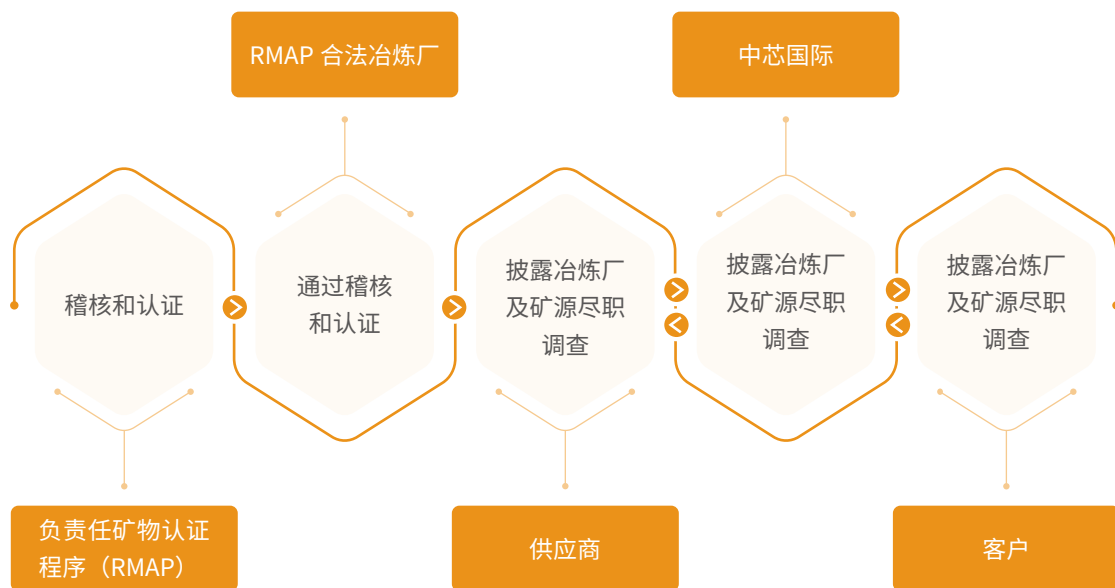 RMAP 合法冶炼厂
中芯国际
稽核和认证
通过稽核
和认证
披露冶炼厂
及矿源尽职
调查
披露冶炼厂
及矿源尽职
调查
披露冶炼厂
及矿源尽职
调查
负责任矿物认证
程序（RMAP）
供应商
客户